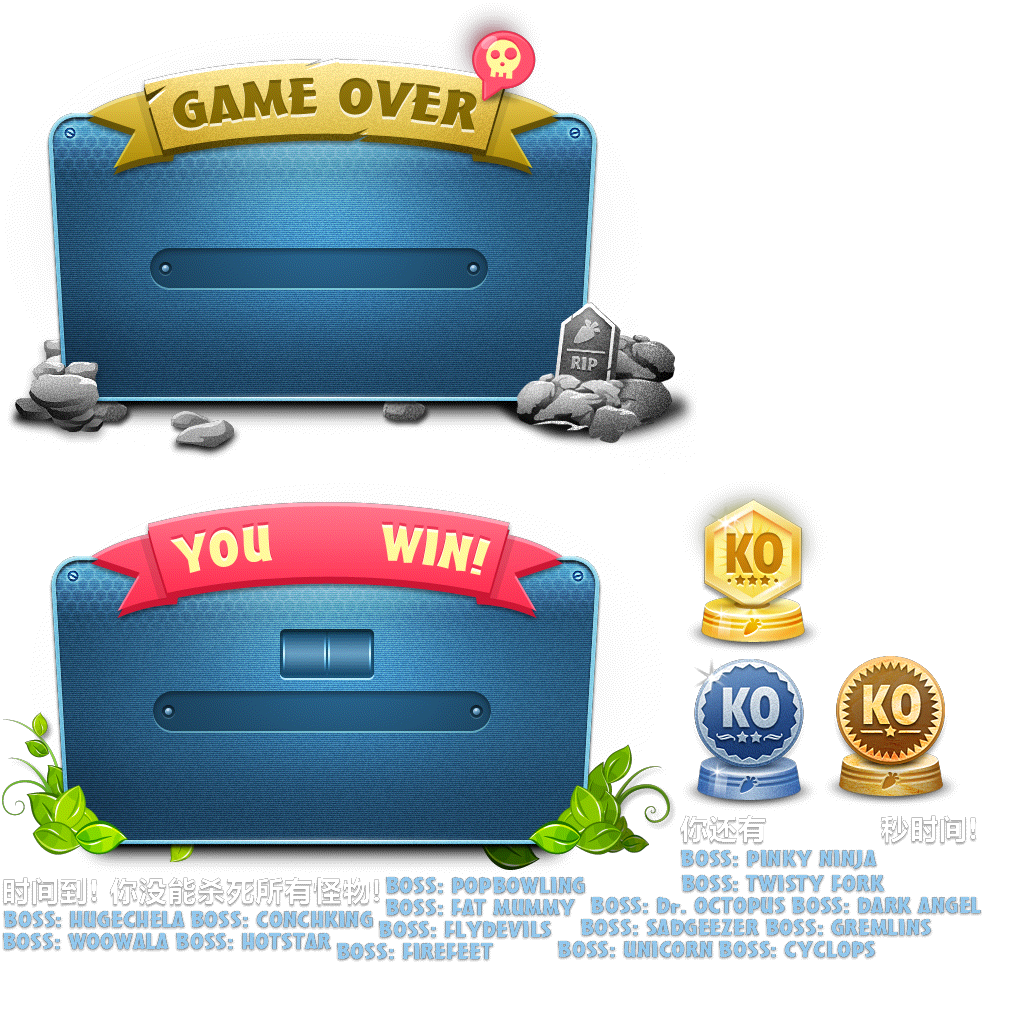 GAME OVER
RIP
YOU WIN!
KO
KO
KO
你还有 秒时间!
BOSS: PINKY NINJA
时间到! 你没能杀死所有怪物!
BOSS: POPBOWLING
BOSS: TWISTY FORK
BOSS: HUGECHELA BOSS: CONCHKING
BOSS: FAT MUMMY
BOSS: Dr. OCTOPUS BOSS: DARK ANGEL
BOSS: WOOWALA BOSS: HOTSTAR
BOSS: FLYDEVILS
BOSS: SADGEEZER BOSS: GREMLINS
BOSS: FIREFEET
BOSS: UNICORN BOSS: CYCLOPS